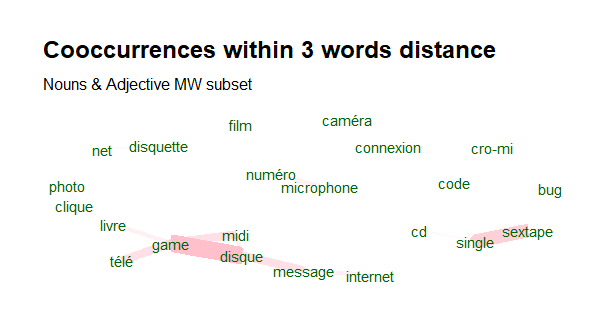 Cooccurrences within 3 words distance
Nouns & Adjective MW subset
film
caméra
net
disquette
connexion
cro-mi
photo
numéro
microphone
code
bug
clique
livre
midi
cd
sextape
game
single
télé
disque
message
internet